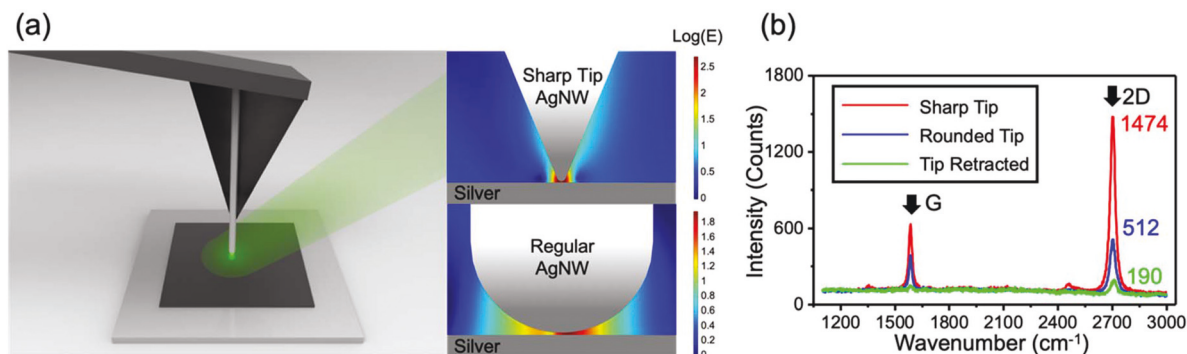 (a)
Log(E)
Sharp Tip
AgNW
2.5
2
1.5
1
0.5
0
Silver
Regular
AgNW
1.8
1.6
1.4
1.2
1
0.8
0.6
0.4
0.2
0
Silver
(b)
Intensity (Counts)
1800
1200
600
0
Sharp Tip
Rounded Tip
Tip Retracted
G
2D
1474
512
190
1200 1500 1800 2100 2400 2700 3000
Wavenumber (cm⁻¹)